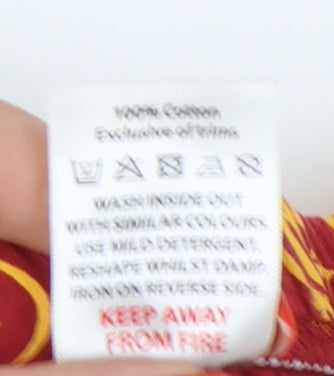 100% Cotton
Exclusive of trims
WASH INSIDE OUT
WITH SIMILAR COLOURS.
USE MILD DETERGENT.
RESHAPE WHILST DAMP.
IRON ON REVERSE SIDE.
KEEP AWAY
FROM FIRE